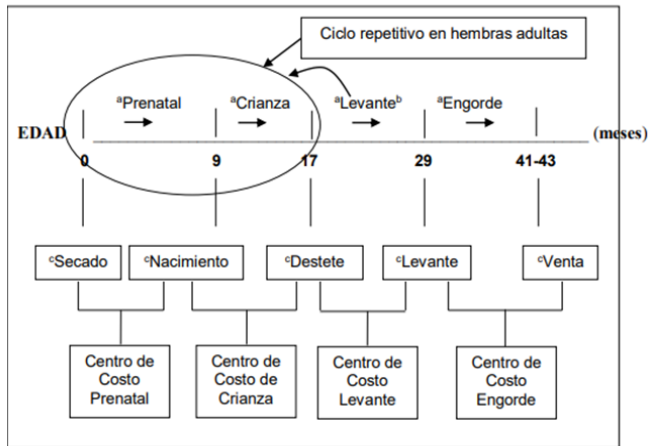 Ciclo repetitivo en hembras adultas
ᵃPrenatal ᵃCrianza ᵃLevanteᵇ ᵃEngorde
EDAD (meses)
0 9 17 29 41-43
ᶜSecado ᶜNacimiento ᶜDestete ᶜLevante ᶜVenta
Centro de Centro de Centro de Centro de
Costo Costo de Costo Costo
Prenatal Crianza Levante Engorde